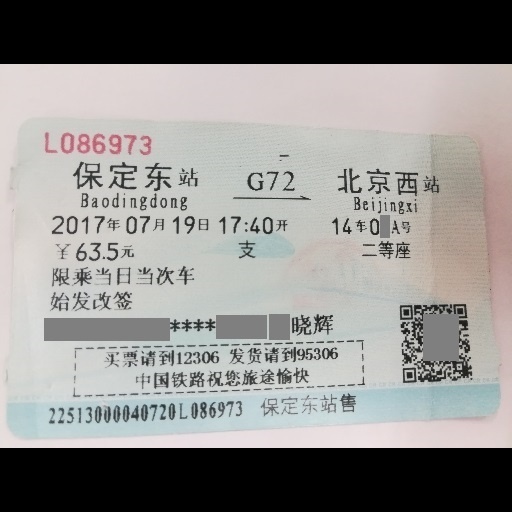 L086973
保定东站 G72 北京西站
Baodingdong Beijingxi
2017年07月19日17:40开 14车0 A号
¥63.5元 支 二等座
限乘当日当次车
始发改签
**** 晓辉
买票请到12306 发货请到95306
中国铁路祝您旅途愉快
22513000040720L086973 保定东站售